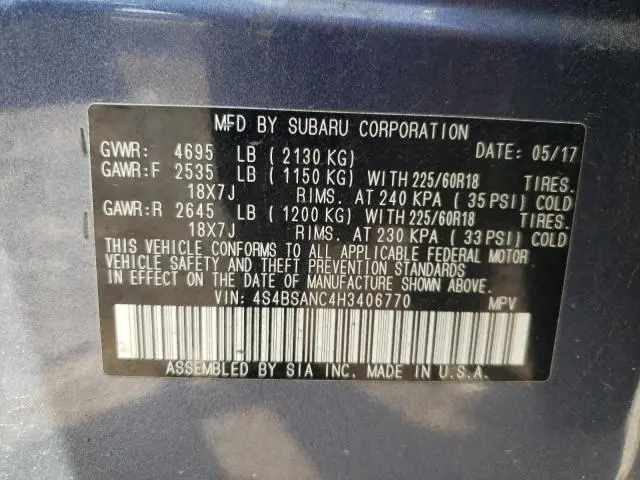 MFD BY SUBARU CORPORATION
GVWR: 4695 LB ( 2130 KG) DATE: 05/17
GAWR:F 2535 LB ( 1150 KG) WITH 225/60R18 TIRES.
18X7J RIMS. AT 240 KPA ( 35 PSI) COLD
GAWR:R 2645 LB ( 1200 KG) WITH 225/60R18 TIRES.
18X7J RIMS. AT 230 KPA ( 33 PSI) COLD
THIS VEHICLE CONFORMS TO ALL APPLICABLE FEDERAL MOTOR
VEHICLE SAFETY AND THEFT PREVENTION STANDARDS
IN EFFECT ON THE DATE OF MANUFACTURE SHOWN ABOVE.
VIN: 4S4BSANC4H3406770 MPV
ASSEMBLED BY SIA INC. MADE IN U.S.A.